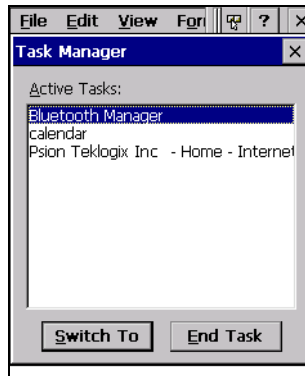 File Edit View For ? ×
Task Manager ×
Active Tasks:
Bluetooth Manager
calendar
Psion Teklogix Inc - Home - Internet
Switch To End Task